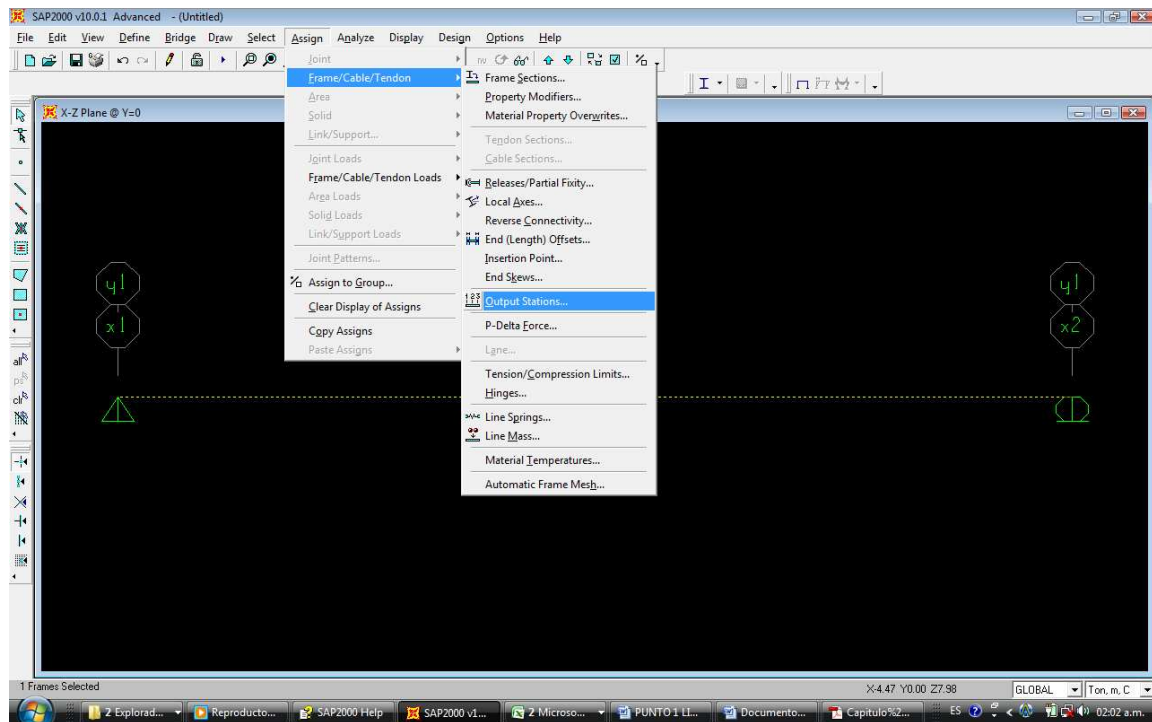 SAP2000 v10.0.1 Advanced - (Untitled)
File Edit View Define Bridge Draw Select Assign Analyze Display Design Options Help
X-Z Plane @ Y=0
Joint
Frame/Cable/Tendon
Area
Solid
Link/Support...
Joint Loads
Frame/Cable/Tendon Loads
Area Loads
Solid Loads
Link/Support Loads
Joint Patterns...
Assign to Group...
Clear Display of Assigns
Copy Assigns
Paste Assigns
Frame Sections...
Property Modifiers...
Material Property Overwrites...
Tendon Sections...
Cable Sections...
Releases/Partial Fixity...
Local Axes...
Reverse Connectivity...
End (Length) Offsets...
Insertion Point...
End Skews...
Output Stations...
P-Delta Force...
Lane...
Tension/Compression Limits...
Hinges...
Line Springs...
Line Mass...
Material Temperatures...
Automatic Frame Mesh...
y1
x1
y1
x2
all
ps
clr
1 Frames Selected
X-4.47 Y0.00 Z7.98
GLOBAL
Ton, m, C
2 Explorad...
Reproducto...
SAP2000 Help
SAP2000 v1...
2 Microso...
PUNTO 1 LI...
Documento...
Capitulo%2...
ES
02:02 a.m.